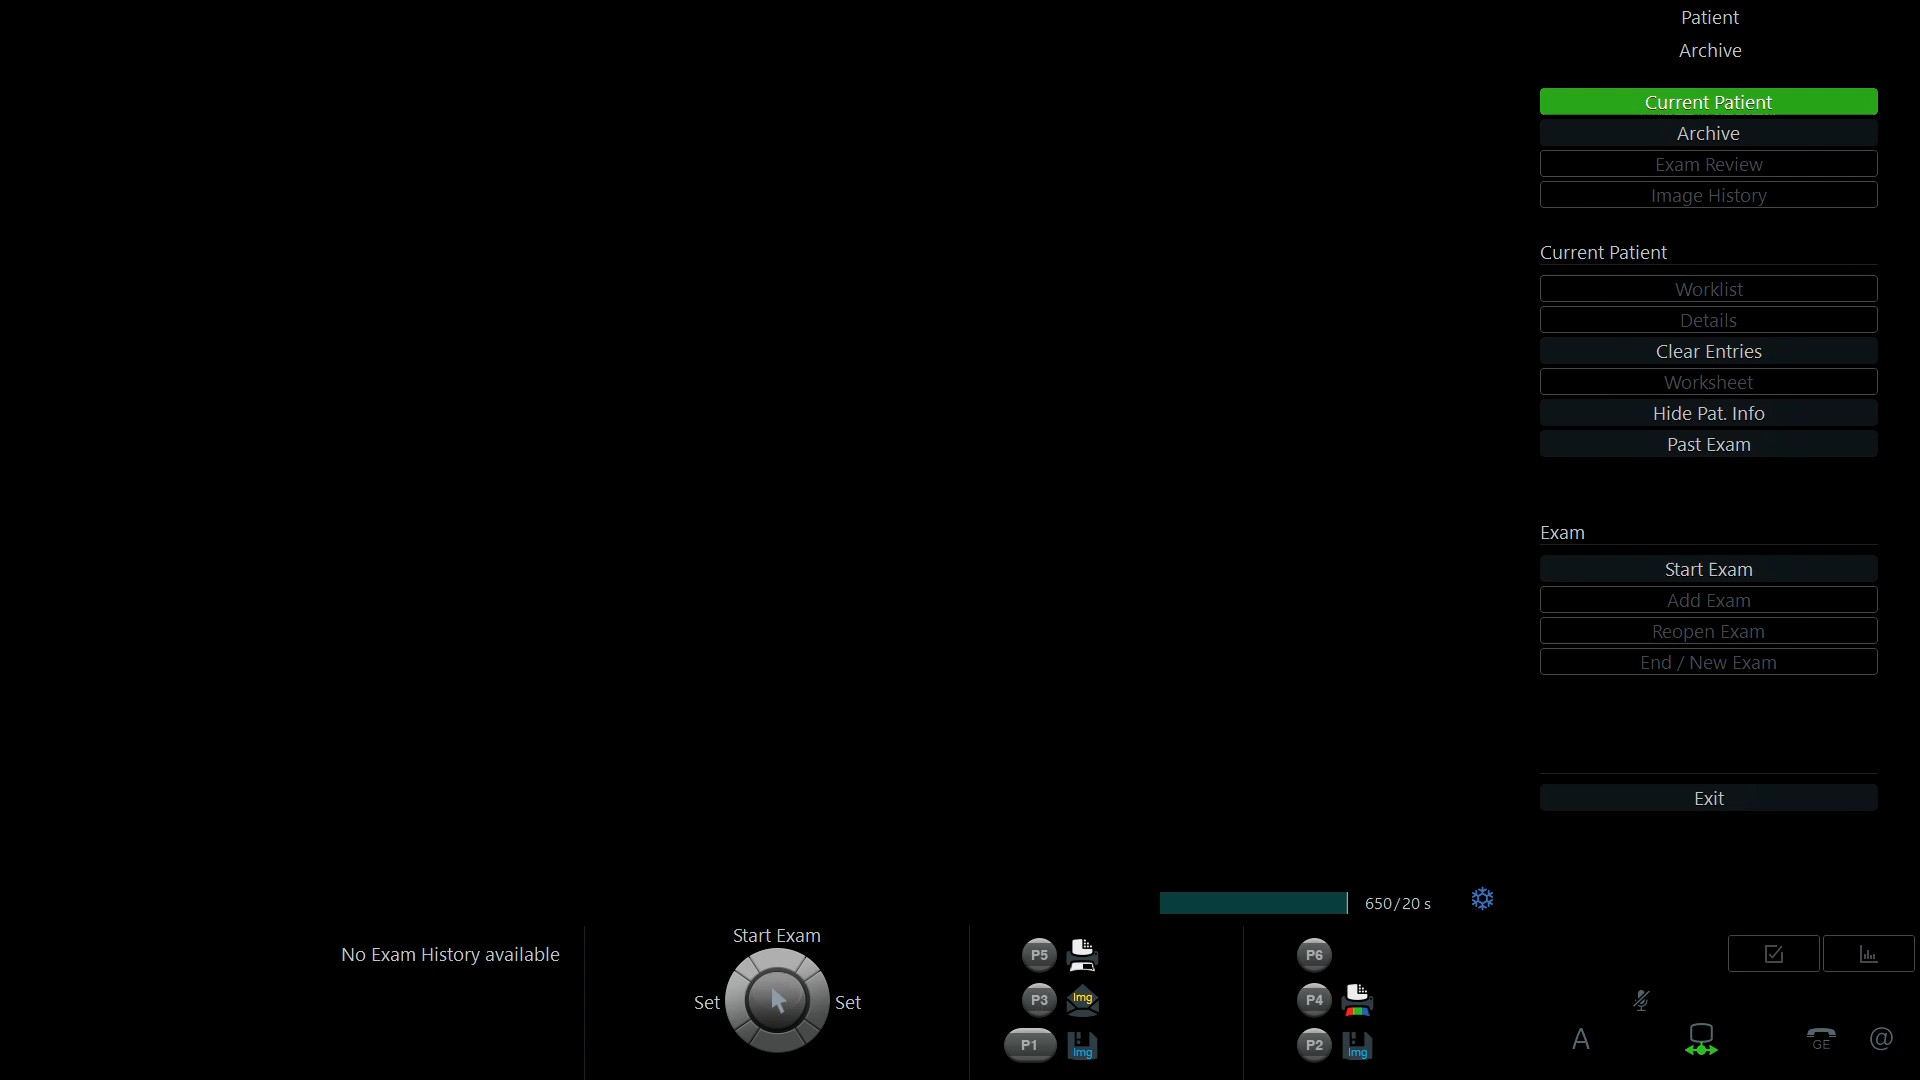 Patient
Archive
Current Patient
Archive
Exam Review
Image History
Current Patient
Worklist
Details
Clear Entries
Worksheet
Hide Pat. Info
Past Exam
Exam
Start Exam
Add Exam
Reopen Exam
End / New Exam
Exit
650/20 s
No Exam History available
Start Exam
Set
Set
P5
P3
Img
P1
Img
P6
P4
P2
Img
A
GE
@